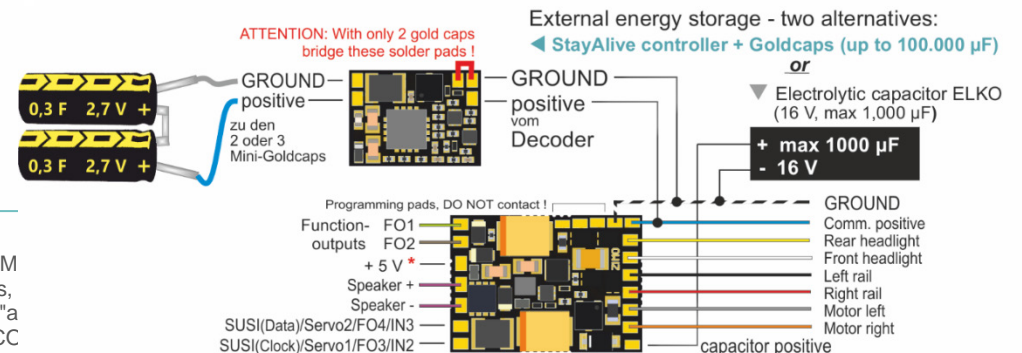 External energy storage - two alternatives:
◀ StayAlive controller + Goldcaps (up to 100.000 µF)
or
▼ Electrolytic capacitor ELKO
(16 V, max 1,000 µF)
+ max 1000 µF
- 16 V
ATTENTION: With only 2 gold caps
bridge these solder pads !
0,3 F 2,7 V +
0,3 F 2,7 V +
GROUND
positive
zu den
2 oder 3
Mini-Goldcaps
GROUND
positive
vom
Decoder
Programming pads, DO NOT contact !
Function-
outputs
FO1
FO2
+ 5 V *
Speaker +
Speaker -
SUSI(Data)/Servo2/FO4/IN3
SUSI(Clock)/Servo1/FO3/IN2
ZIMO
GROUND
Comm. positive
Rear headlight
Front headlight
Left rail
Right rail
Motor left
Motor right
capacitor positive
M
s,
"a